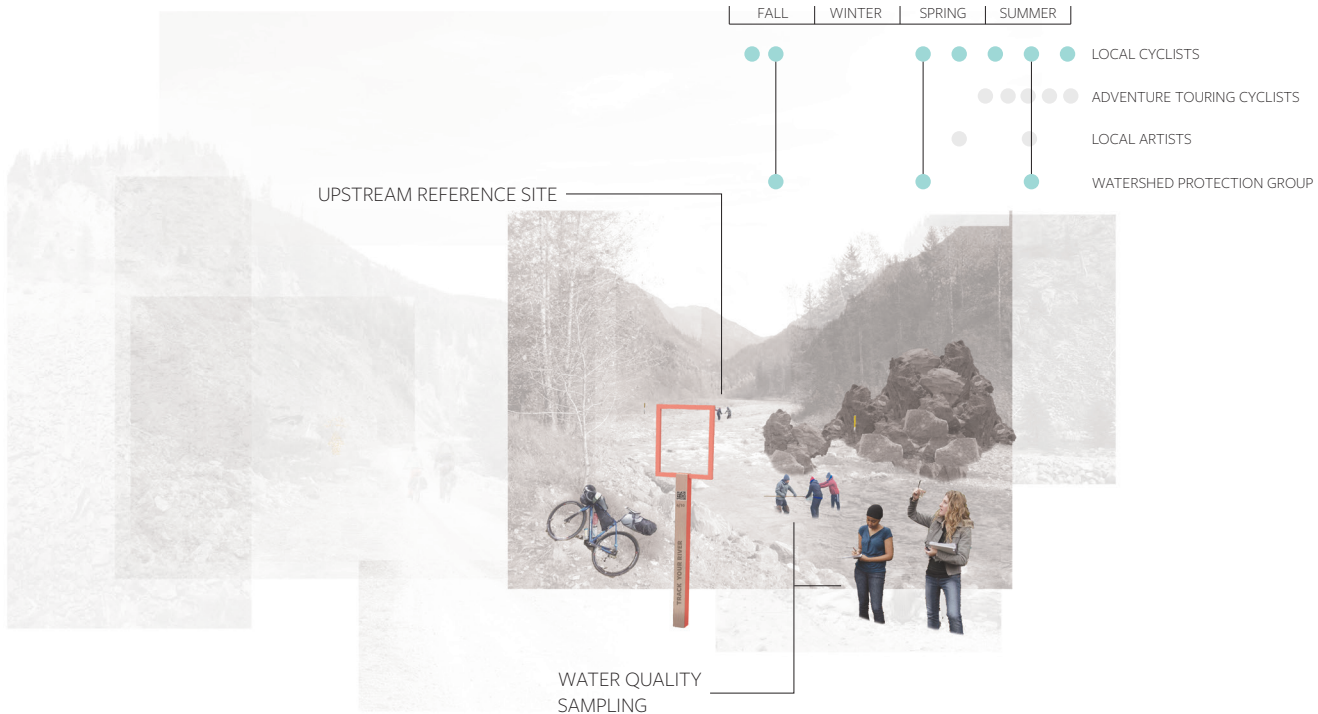 FALL WINTER SPRING SUMMER
LOCAL CYCLISTS
ADVENTURE TOURING CYCLISTS
LOCAL ARTISTS
WATERSHED PROTECTION GROUP
UPSTREAM REFERENCE SITE
TRACK YOUR RIVER
WATER QUALITY
SAMPLING